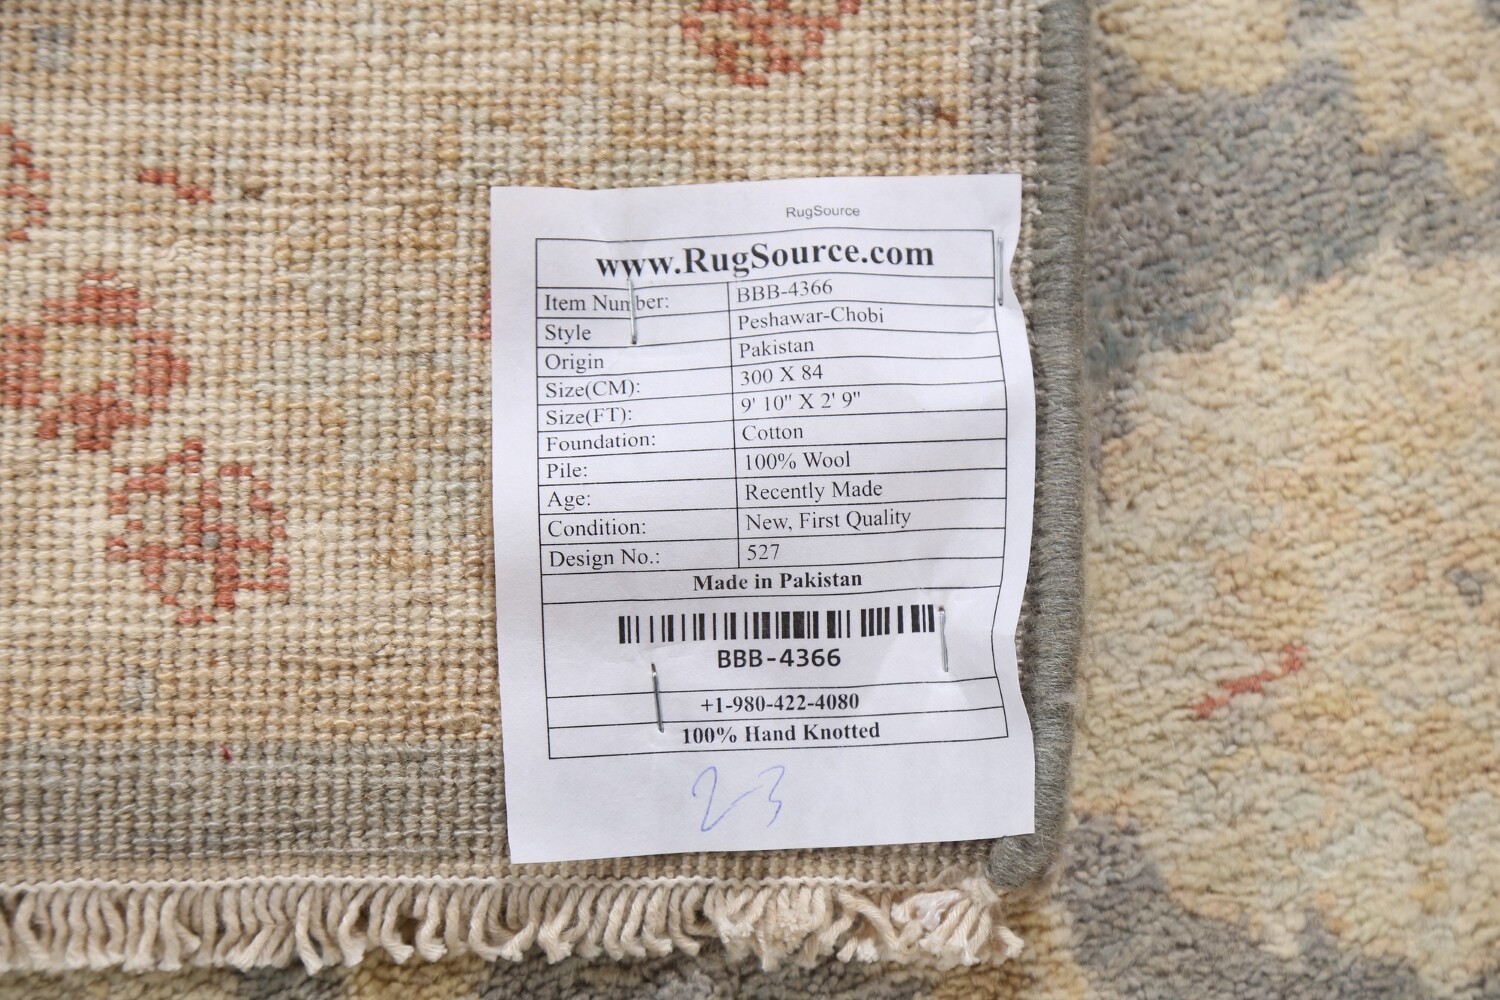 RugSource
www.RugSource.com
Item Number: BBB-4366
Style Peshawar-Chobi
Origin Pakistan
Size(CM): 300 X 84
Size(FT): 9' 10" X 2' 9"
Foundation: Cotton
Pile: 100% Wool
Age: Recently Made
Condition: New, First Quality
Design No.: 527
Made in Pakistan
BBB-4366
+1-980-422-4080
100% Hand Knotted
23